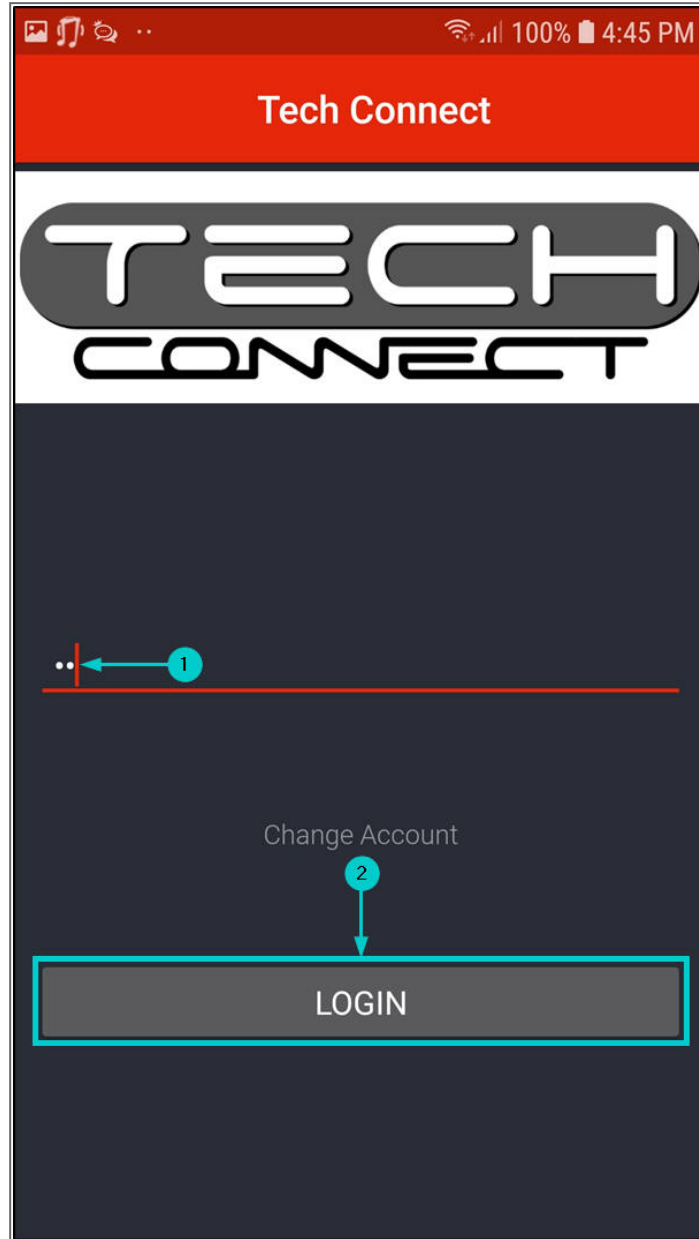 100% 4:45 PM
Tech Connect
TECH
CONNECT
1
Change Account
2
LOGIN